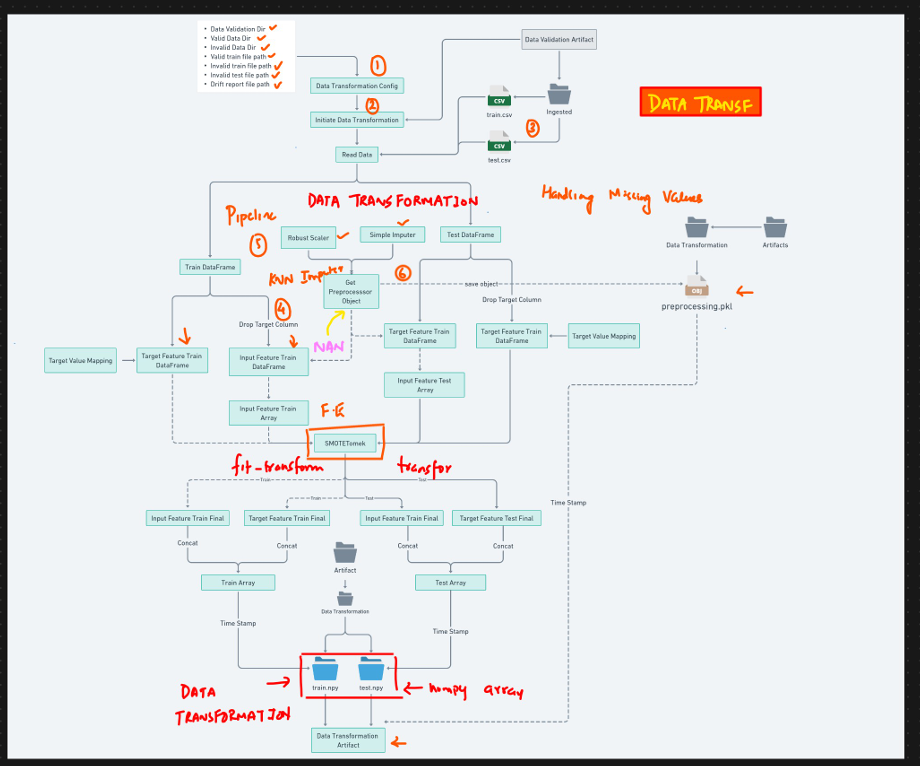 • Data Validation Dir
• Valid Data Dir
• Invalid Data Dir
• Valid train file path
• Invalid train file path
• Invalid test file path
• Drift report file path
1
Data Transformation Config
2
Initiate Data Transformation
Read Data
Data Validation Artifact
CSV
train.csv
Ingested
3
CSV
test.csv
DATA TRANSF
DATA TRANSFORMATION
Handling Missing Values
Pipeline
5
Robust Scaler
Simple Imputer
Test DataFrame
Data Transformation
Artifacts
Train DataFrame
KNN Imputer
6
Get
Preprocesssor
Object
save object
OBJ
preprocessing.pkl
4
Drop Target Column
Drop Target Column
NAN
Target Value Mapping
Target Feature Train
DataFrame
Input Feature Train
DataFrame
Target Feature Train
DataFrame
Target Feature Train
DataFrame
Target Value Mapping
Input Feature Train
Array
Input Feature Test
Array
F.E
SMOTETomek
fit-transform
transfor
Train
Train
Test
Test
Input Feature Train Final
Target Feature Train Final
Input Feature Train Final
Target Feature Test Final
Concat
Concat
Concat
Concat
Time Stamp
Artifact
Train Array
Test Array
Data Transformation
Time Stamp
Time Stamp
train.npy
test.npy
DATA
TRANSFORMATION
numpy array
Data Transformation
Artifact